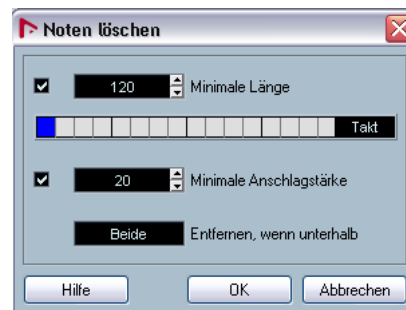 Noten löschen
120 Minimale Länge
Takt
20 Minimale Anschlagstärke
Beide Entfernen, wenn unterhalb
Hilfe OK Abbrechen